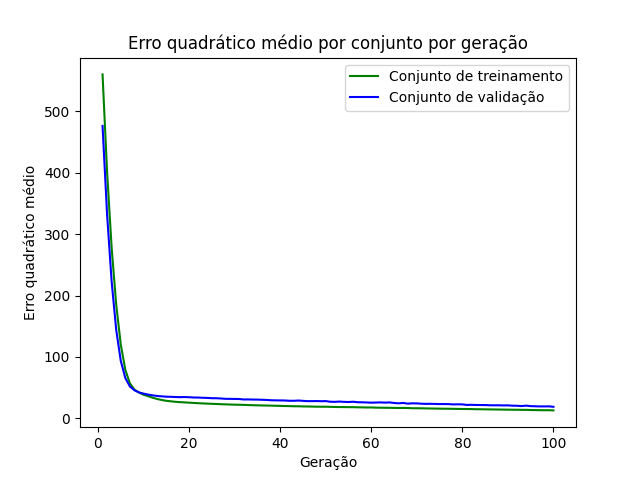 Erro quadrático médio por conjunto por geração
Conjunto de treinamento
Conjunto de validação
Erro quadrático médio
500
400
300
200
100
0
0 20 40 60 80 100
Geração